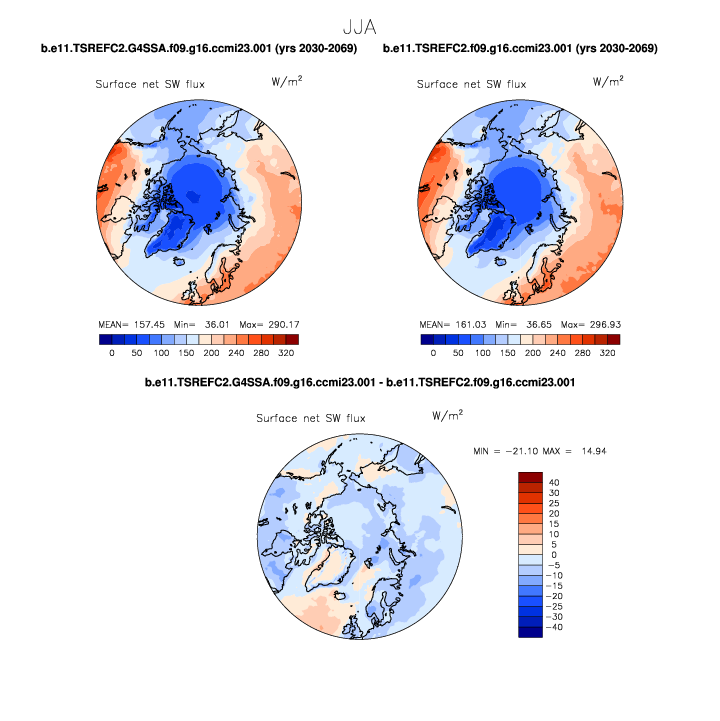 JJA
b.e11.TSREFC2.G4SSA.f09.g16.ccmi23.001 (yrs 2030-2069)
b.e11.TSREFC2.f09.g16.ccmi23.001 (yrs 2030-2069)
Surface net SW flux W/m²
Surface net SW flux W/m²
MEAN= 157.45 Min= 36.01 Max= 290.17
MEAN= 161.03 Min= 36.65 Max= 296.93
0 50 100 150 200 240 280 320
0 50 100 150 200 240 280 320
b.e11.TSREFC2.G4SSA.f09.g16.ccmi23.001 - b.e11.TSREFC2.f09.g16.ccmi23.001
Surface net SW flux W/m²
MIN = -21.10 MAX = 14.94
40
30
25
20
15
10
5
0
-5
-10
-15
-20
-25
-30
-40